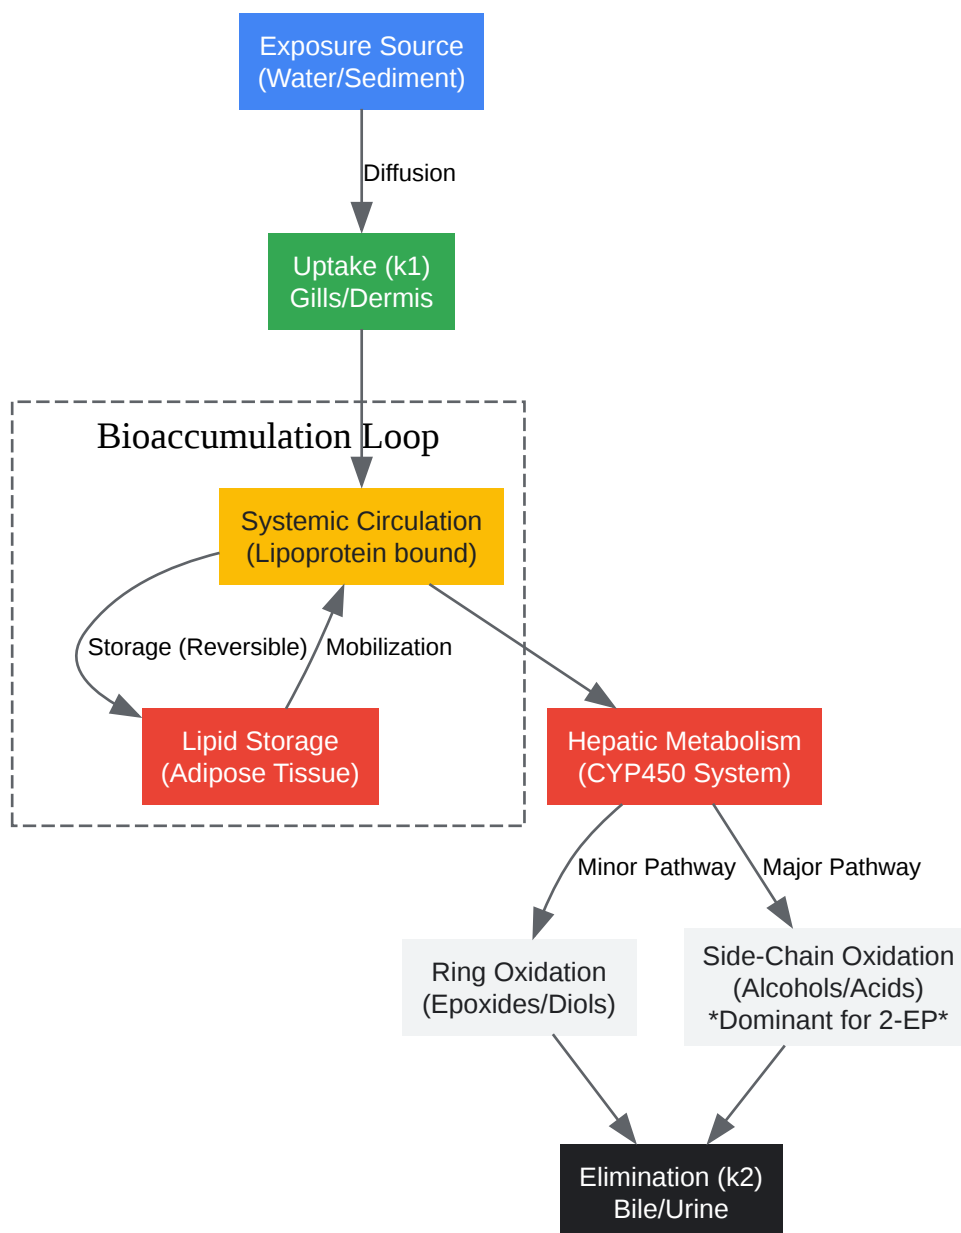 Exposure Source
(Water/Sediment)
Diffusion
Uptake (k1)
Gills/Dermis
Bioaccumulation Loop
Systemic Circulation
(Lipoprotein bound)
Storage (Reversible)
Mobilization
Lipid Storage
(Adipose Tissue)
Hepatic Metabolism
(CYP450 System)
Minor Pathway
Major Pathway
Ring Oxidation
(Epoxides/Diols)
Side-Chain Oxidation
(Alcohols/Acids)
*Dominant for 2-EP*
Elimination (k2)
Bile/Urine